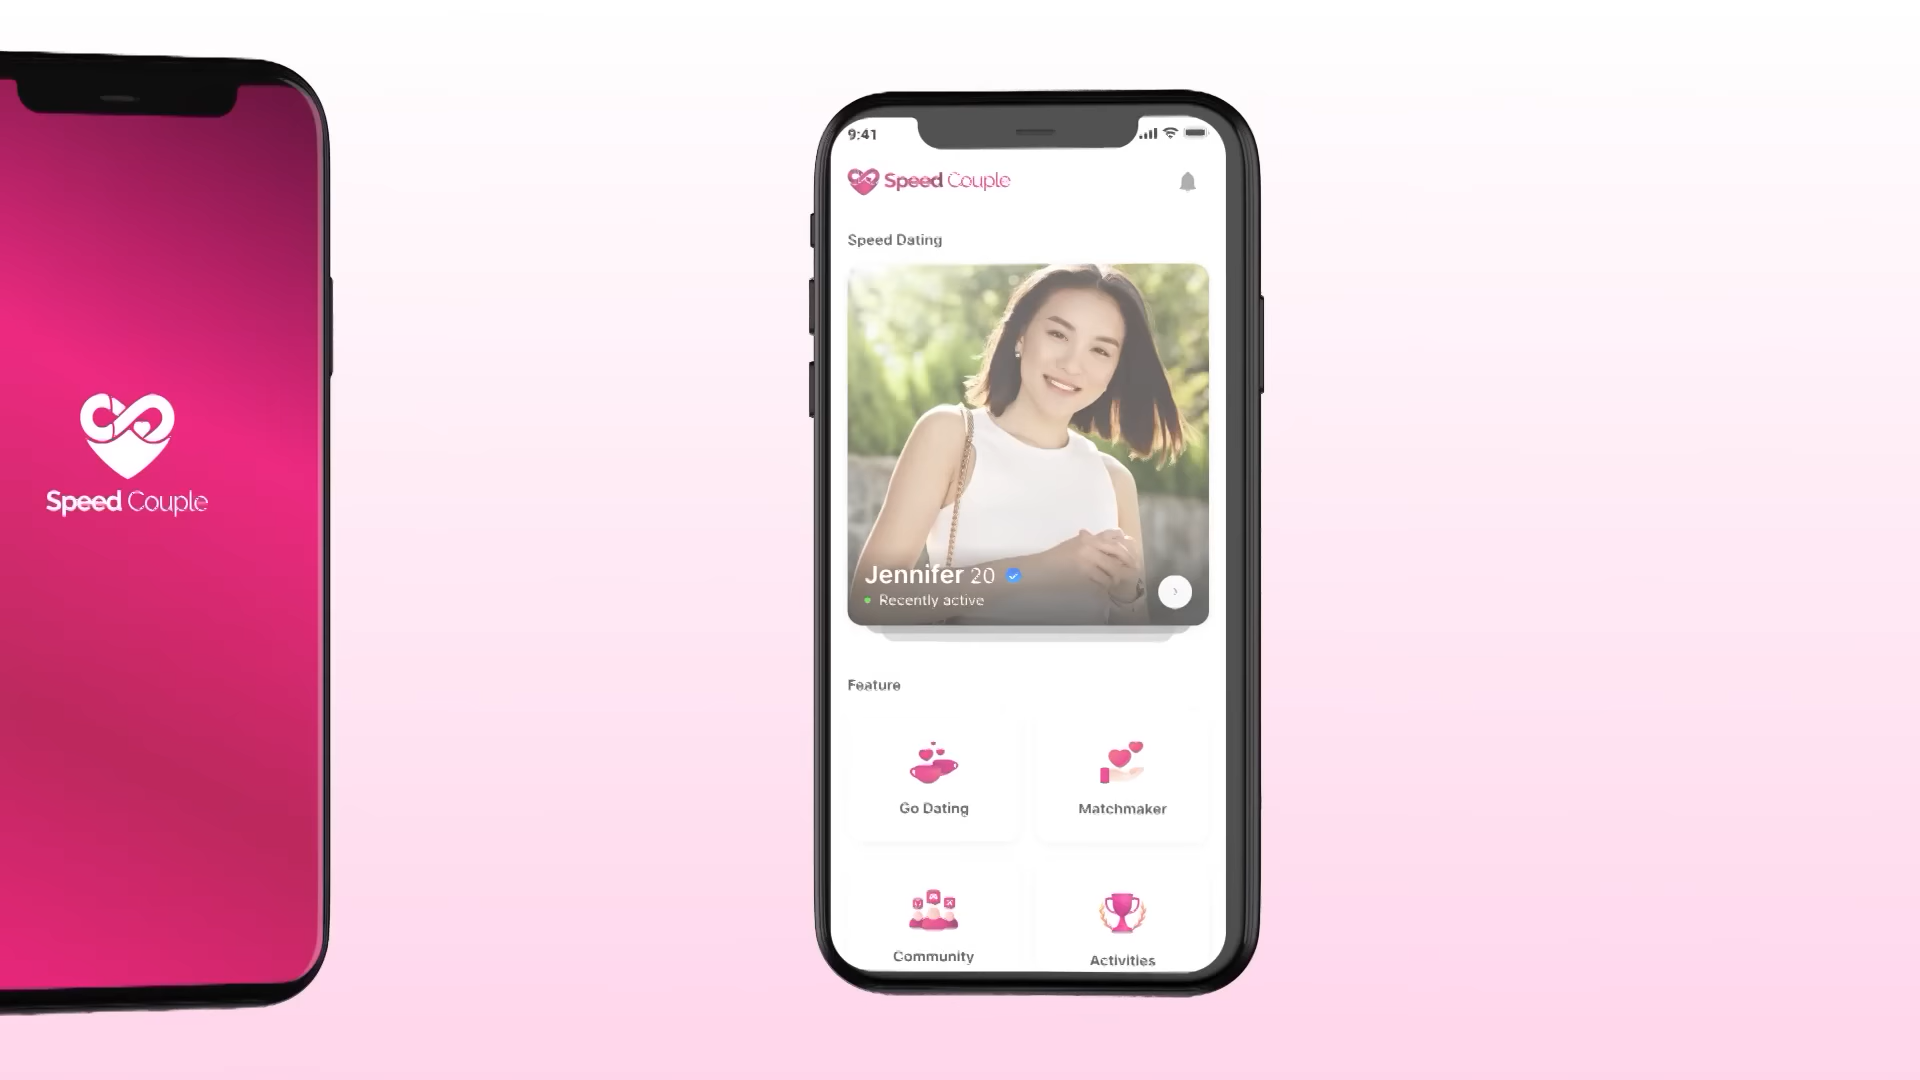 Speed Couple
9:41
Speed Couple
Speed Dating
Jennifer 20
Recently active
Feature
Go Dating
Matchmaker
Community
Activities